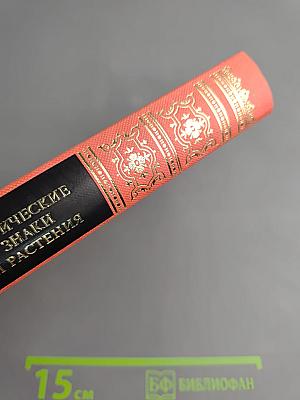 ИЧЕСКИЕ
ЗНАКИ
И РАСТЕНИЯ
15 см
БФ БИБЛИОФАН